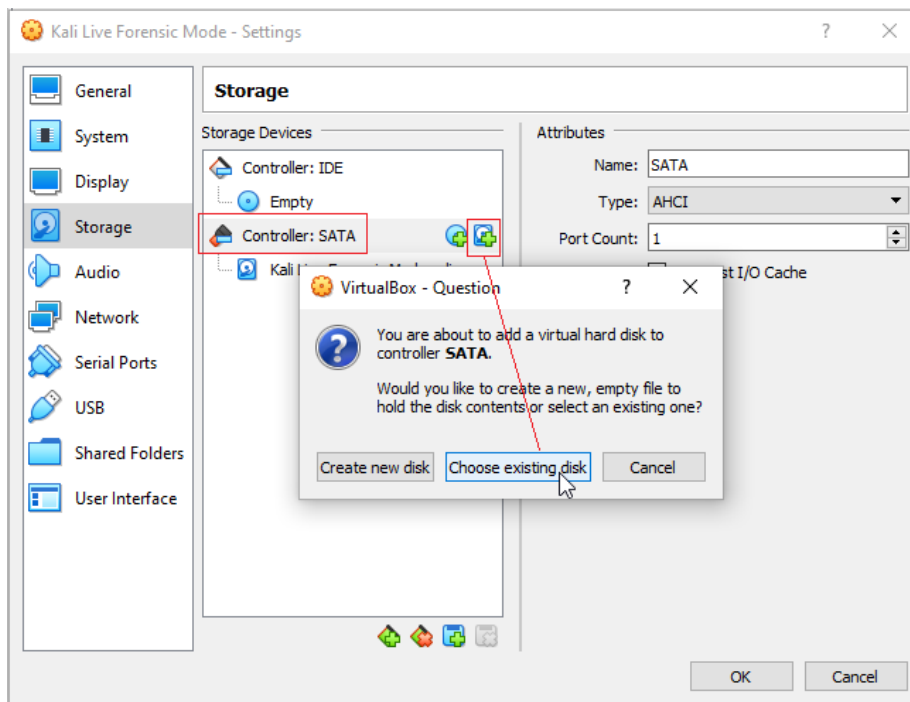 Kali Live Forensic Mode - Settings
?
General
System
Display
Storage
Audio
Network
Serial Ports
USB
Shared Folders
User Interface
Storage
Storage Devices
Controller: IDE
Empty
Controller: SATA
Kali
Attributes
Name: SATA
Type: AHCI
Port Count: 1
I/O Cache
VirtualBox - Question
?
You are about to add a virtual hard disk to
controller SATA.
Would you like to create a new, empty file to
hold the disk contents or select an existing one?
Create new disk
Choose existing disk
Cancel
OK
Cancel